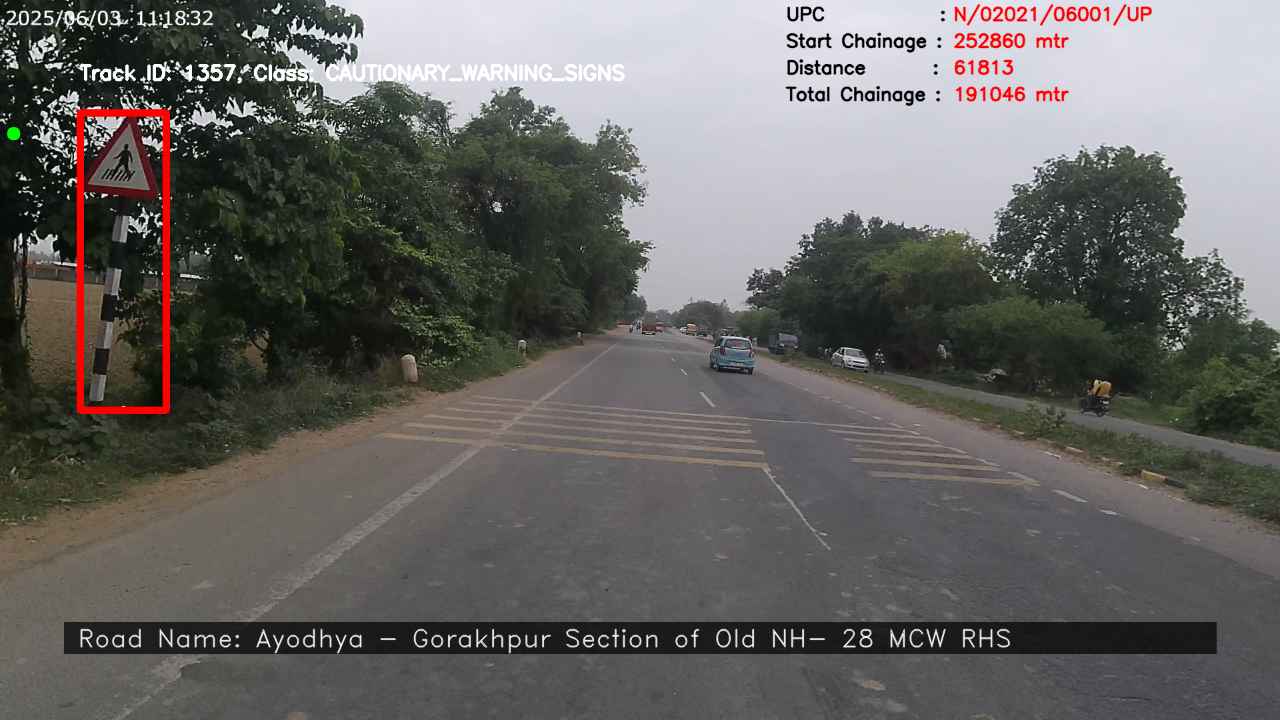 2025/06/03 11:18:32
UPC : N/02021/06001/UP
Start Chainage : 252860 mtr
Track ID: 1357, Class: CAUTIONARY_WARNING_SIGNS
Distance : 61813
Total Chainage : 191046 mtr
Road Name: Ayodhya - Gorakhpur Section of Old NH- 28 MCW RHS